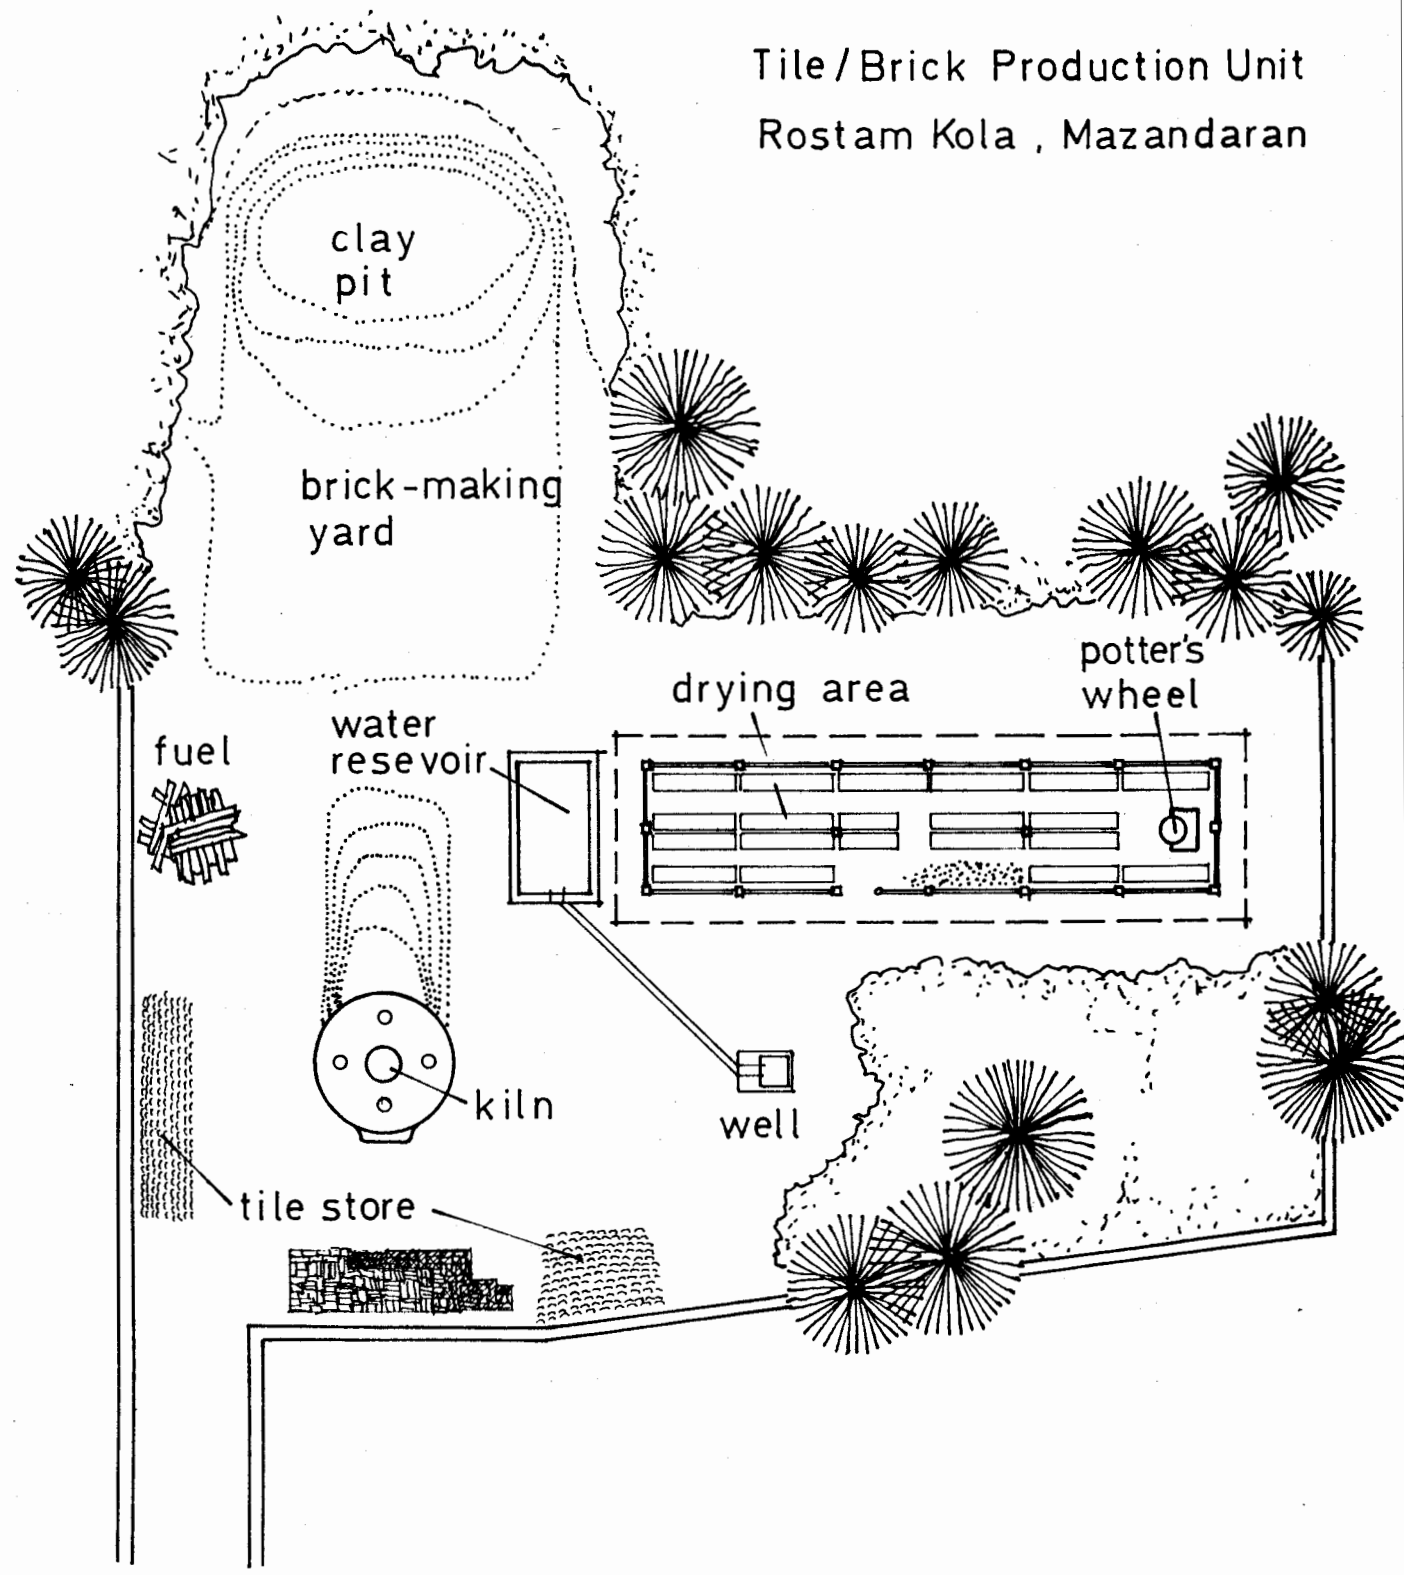 Tile/Brick Production Unit
Rostam Kola , Mazandaran
clay
pit
brick-making
yard
potter's
wheel
drying area
water
resevoir
fuel
kiln
well
tile store